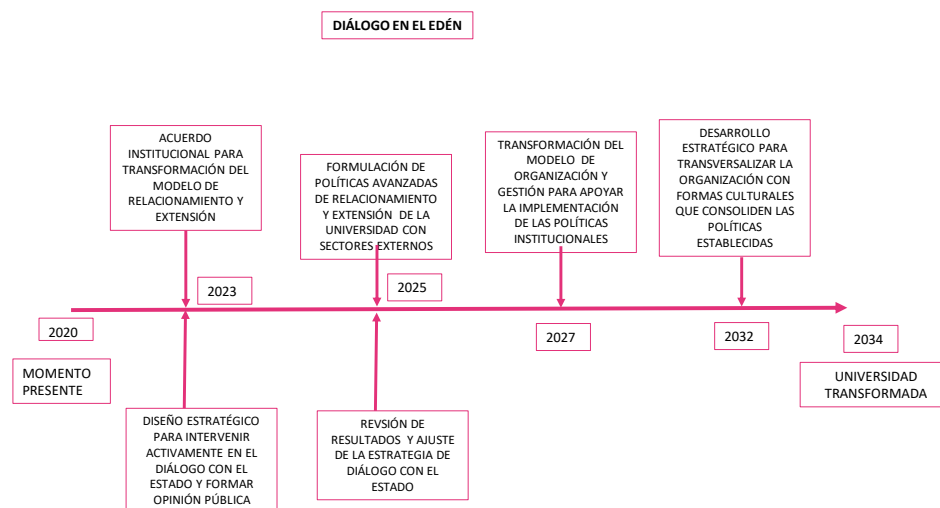 DIÁLOGO EN EL EDÉN
ACUERDO
INSTITUCIONAL PARA
TRANSFORMACIÓN DEL
MODELO DE
RELACIONAMIENTO Y
EXTENSIÓN
FORMULACIÓN DE
POLÍTICAS AVANZADAS
DE RELACIONAMIENTO
Y EXTENSIÓN DE LA
UNIVERSIDAD CON
SECTORES EXTERNOS
TRANSFORMACIÓN DEL
MODELO DE
ORGANIZACIÓN Y
GESTIÓN PARA APOYAR
LA IMPLEMENTACIÓN
DE LAS POLÍTICAS
INSTITUCIONALES
DESARROLLO
ESTRATÉGICO PARA
TRANSVERSALIZAR LA
ORGANIZACIÓN CON
FORMAS CULTURALES
QUE CONSOLIDEN LAS
POLÍTICAS
ESTABLECIDAS
2023
2025
2020
2027
2032
2034
MOMENTO
PRESENTE
UNIVERSIDAD
TRANSFORMADA
DISEÑO ESTRATÉGICO
PARA INTERVENIR
ACTIVAMENTE EN EL
DIÁLOGO CON EL
ESTADO Y FORMAR
OPINIÓN PÚBLICA
REVSIÓN DE
RESULTADOS Y AJUSTE
DE LA ESTRATEGIA DE
DIÁLOGO CON EL
ESTADO